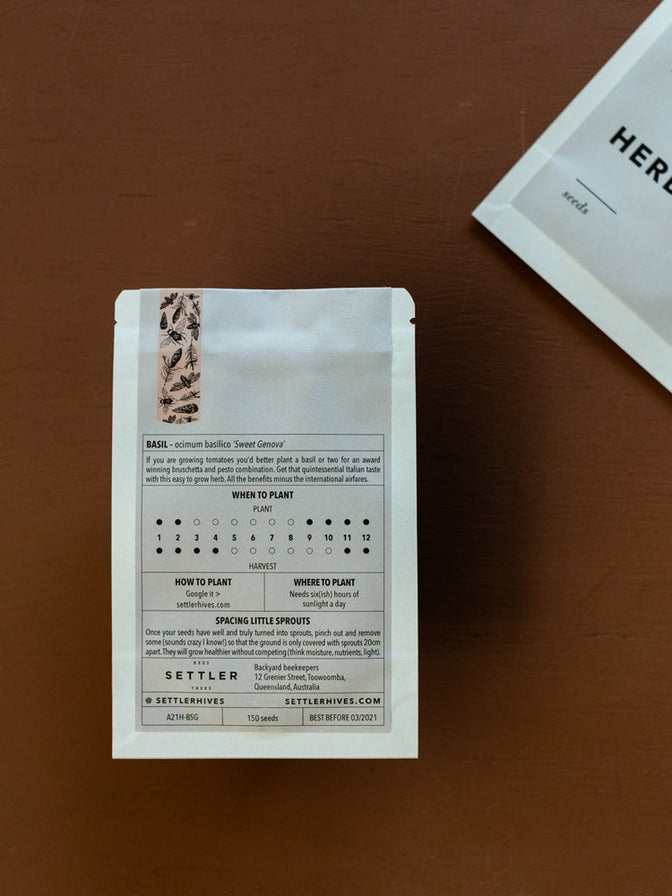 HER
seeds
BASIL – ocimum basilico 'Sweet Genova'
If you are growing tomatoes you'd better plant a basil or two for an award
winning bruschetta and pesto combination. Get that quintessential Italian taste
with this easy to grow herb. All the benefits minus the international airfares.
WHEN TO PLANT
PLANT
1 2 3 4 5 6 7 8 9 10 11 12
HARVEST
HOW TO PLANT
Google it >
settlerhives.com
WHERE TO PLANT
Needs six(ish) hours of
sunlight a day
SPACING LITTLE SPROUTS
Once your seeds have well and truly turned into sprouts, pinch out and remove
some (sounds crazy I know!) so that the ground is only covered with sprouts 20cm
apart. They will grow healthier without competing (think moisture, nutrients, light).
BEES
SETTLER
TREES
Backyard beekeepers
12 Grenier Street, Toowoomba,
Queensland, Australia
@ SETTLERHIVES
SETTLERHIVES.COM
A21H-B5G
150 seeds
BEST BEFORE 03/2021